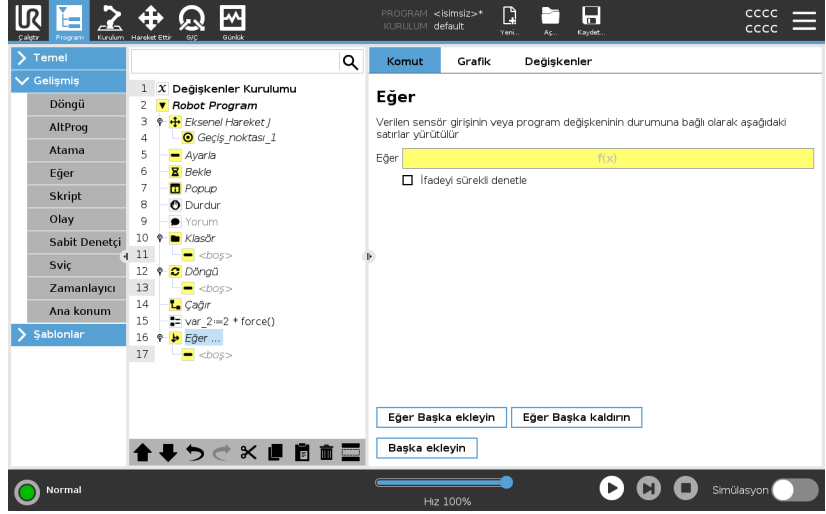 PROGRAM <isimsiz>*
KURULUM default
Çalıştır Program Kurulum Hareket Ettir G/Ç Günlük
Yeni... Aç... Kaydet...
CCCC
CCCC
Temel
Gelişmiş
Döngü
AltProg
Atama
Eğer
Skript
Olay
Sabit Denetçi
Sviç
Zamanlayıcı
Ana konum
Şablonlar
1 X Değişkenler Kurulumu
2 Robot Program
3 Eksenel Hareket J
4 Geçiş_noktası_1
5 Ayarla
6 Bekle
7 Popup
8 Durdur
9 Yorum
10 Klasör
11 <boş>
12 Döngü
13 <boş>
14 Çağır
15 var_2:=2 * force()
16 Eğer ...
17 <boş>
Komut Grafik Değişkenler
Eğer
Verilen sensör girişinin veya program değişkeninin durumuna bağlı olarak aşağıdaki
satırlar yürütülür
Eğer f(x)
İfadeyi sürekli denetle
Eğer Başka ekleyin Eğer Başka kaldırın
Başka ekleyin
Normal
Hız 100%
Simülasyon